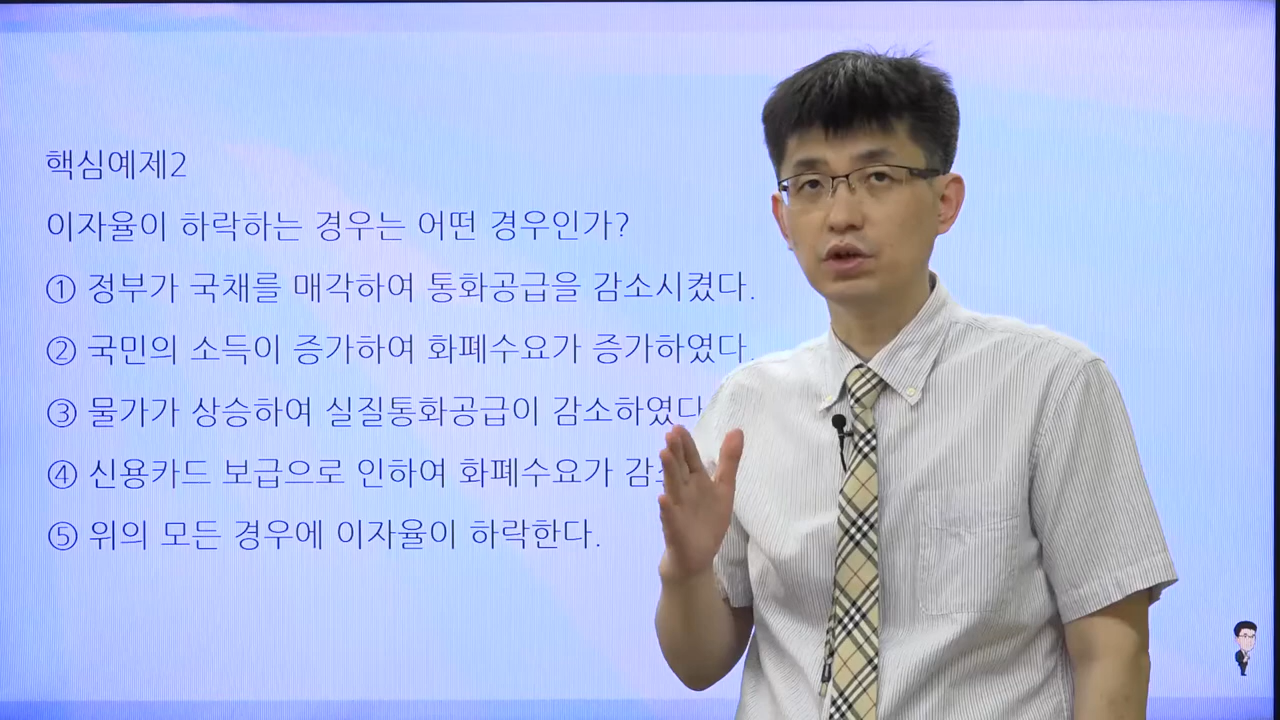 핵심예제2
이자율이 하락하는 경우는 어떤 경우인가?
① 정부가 국채를 매각하여 통화공급을 감소시켰다.
② 국민의 소득이 증가하여 화폐수요가 증가하였다.
③ 물가가 상승하여 실질통화공급이 감소하였다
④ 신용카드 보급으로 인하여 화폐수요가
⑤ 위의 모든 경우에 이자율이 하락한다.